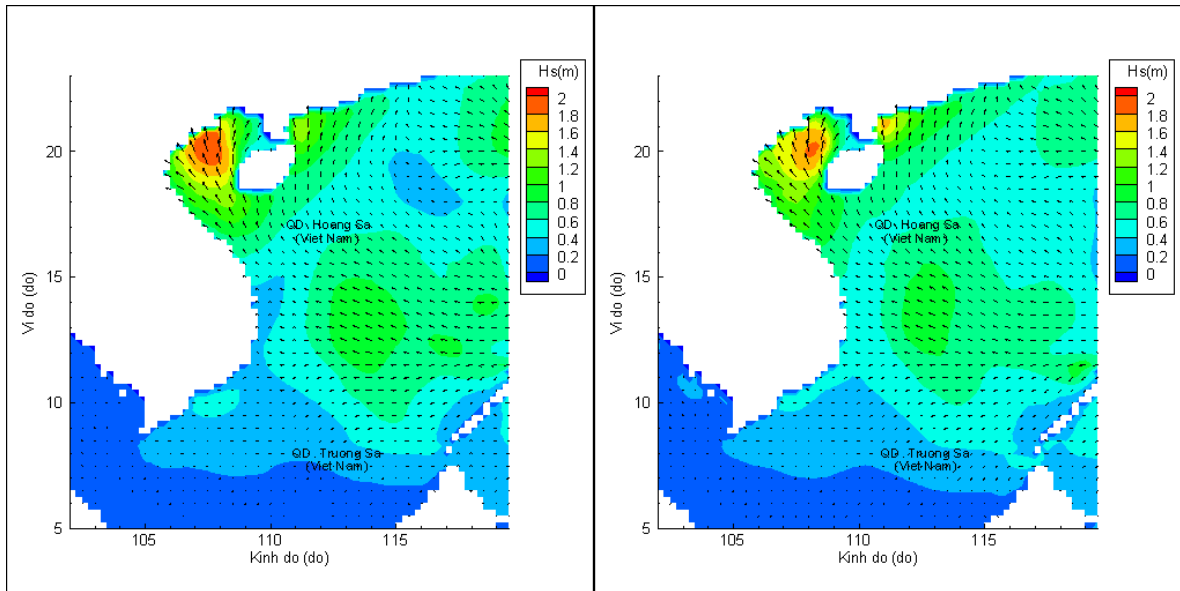 Hs(m)
2
1.8
1.6
1.4
1.2
1
0.8
0.6
0.4
0.2
0
20
15
10
5
105
110
115
Vi do (do)
Kinh do (do)
QD. Hoang Sa
(Viet Nam)
QD. Truong Sa
(Viet Nam)
Hs(m)
2
1.8
1.6
1.4
1.2
1
0.8
0.6
0.4
0.2
0
20
15
10
5
105
110
115
Vi do (do)
Kinh do (do)
QD. Hoang Sa
(Viet Nam)
QD. Truong Sa
(Viet Nam)